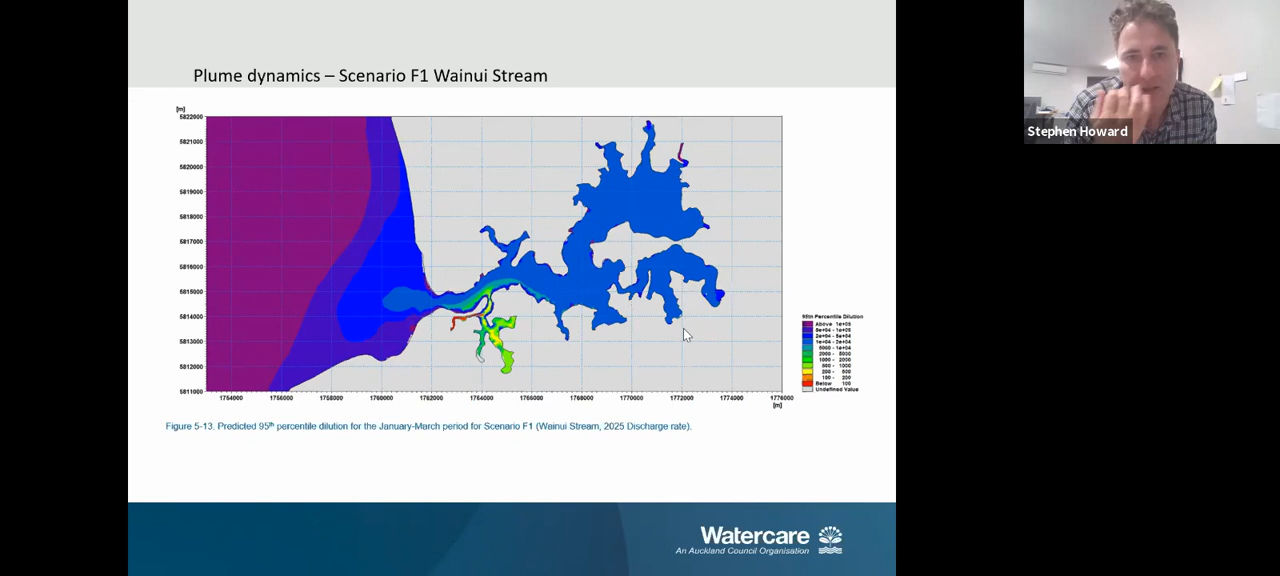 Plume dynamics – Scenario F1 Wainui Stream
[m]
5822000
5821000
5820000
5819000
5818000
5817000
5816000
5815000
5814000
5813000
5812000
5811000
1754000 1756000 1758000 1760000 1762000 1764000 1766000 1768000 1770000 1772000 1774000 1776000
[m]
95th Percentile Dilution
Above 1e+05
5e+04 - 1e+05
2e+04 - 5e+04
1e+04 - 2e+04
5000 - 1e+04
2000 - 5000
1000 - 2000
500 - 1000
200 - 500
100 - 200
Below 100
Undefined Value
Figure 5-13. Predicted 95th percentile dilution for the January-March period for Scenario F1 (Wainui Stream, 2025 Discharge rate).
Watercare
An Auckland Council Organisation
Stephen Howard